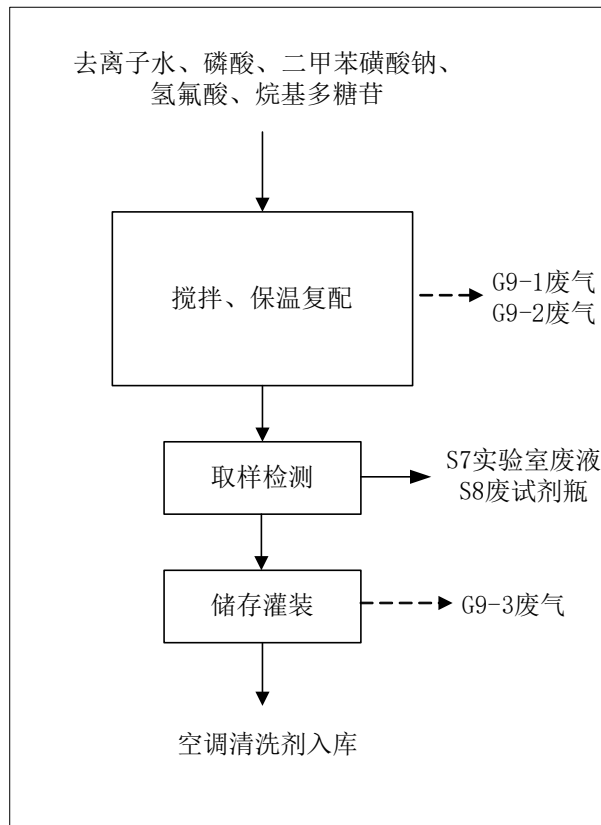 去离子水、磷酸、二甲苯磺酸钠、
氢氟酸、烷基多糖苷
搅拌、保温复配
G9-1废气
G9-2废气
取样检测
S7实验室废液
S8废试剂瓶
储存灌装
G9-3废气
空调清洗剂入库